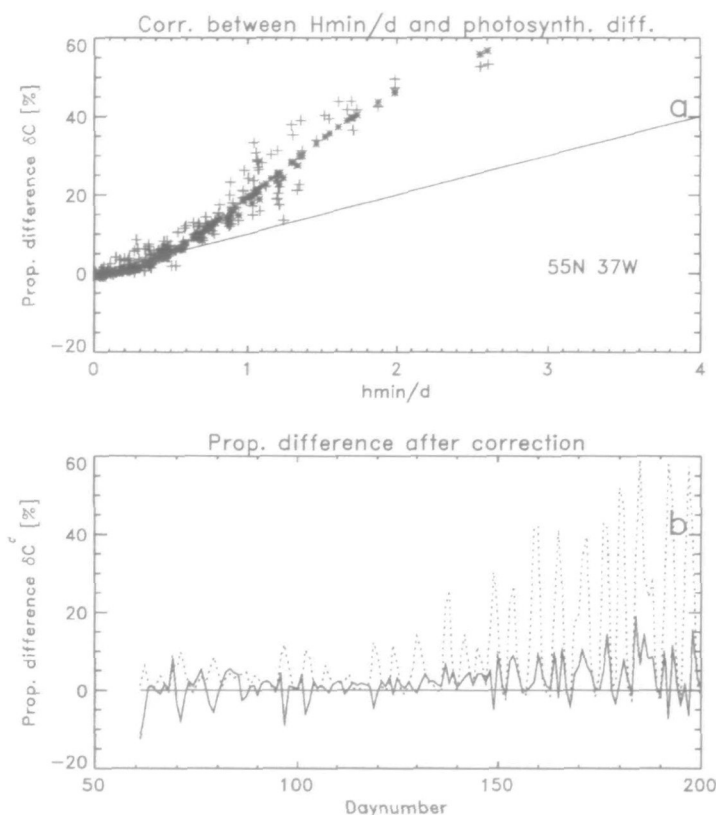 Corr. between Hmin/d and photosynth. diff.
60
40
20
0
−20
Prop. difference δC [%]
a
55N 37W
0
1
2
3
4
hmin/d
Prop. difference after correction
60
40
20
0
−20
Prop. difference δCᶜ [%]
b
50
100
150
200
Daynumber